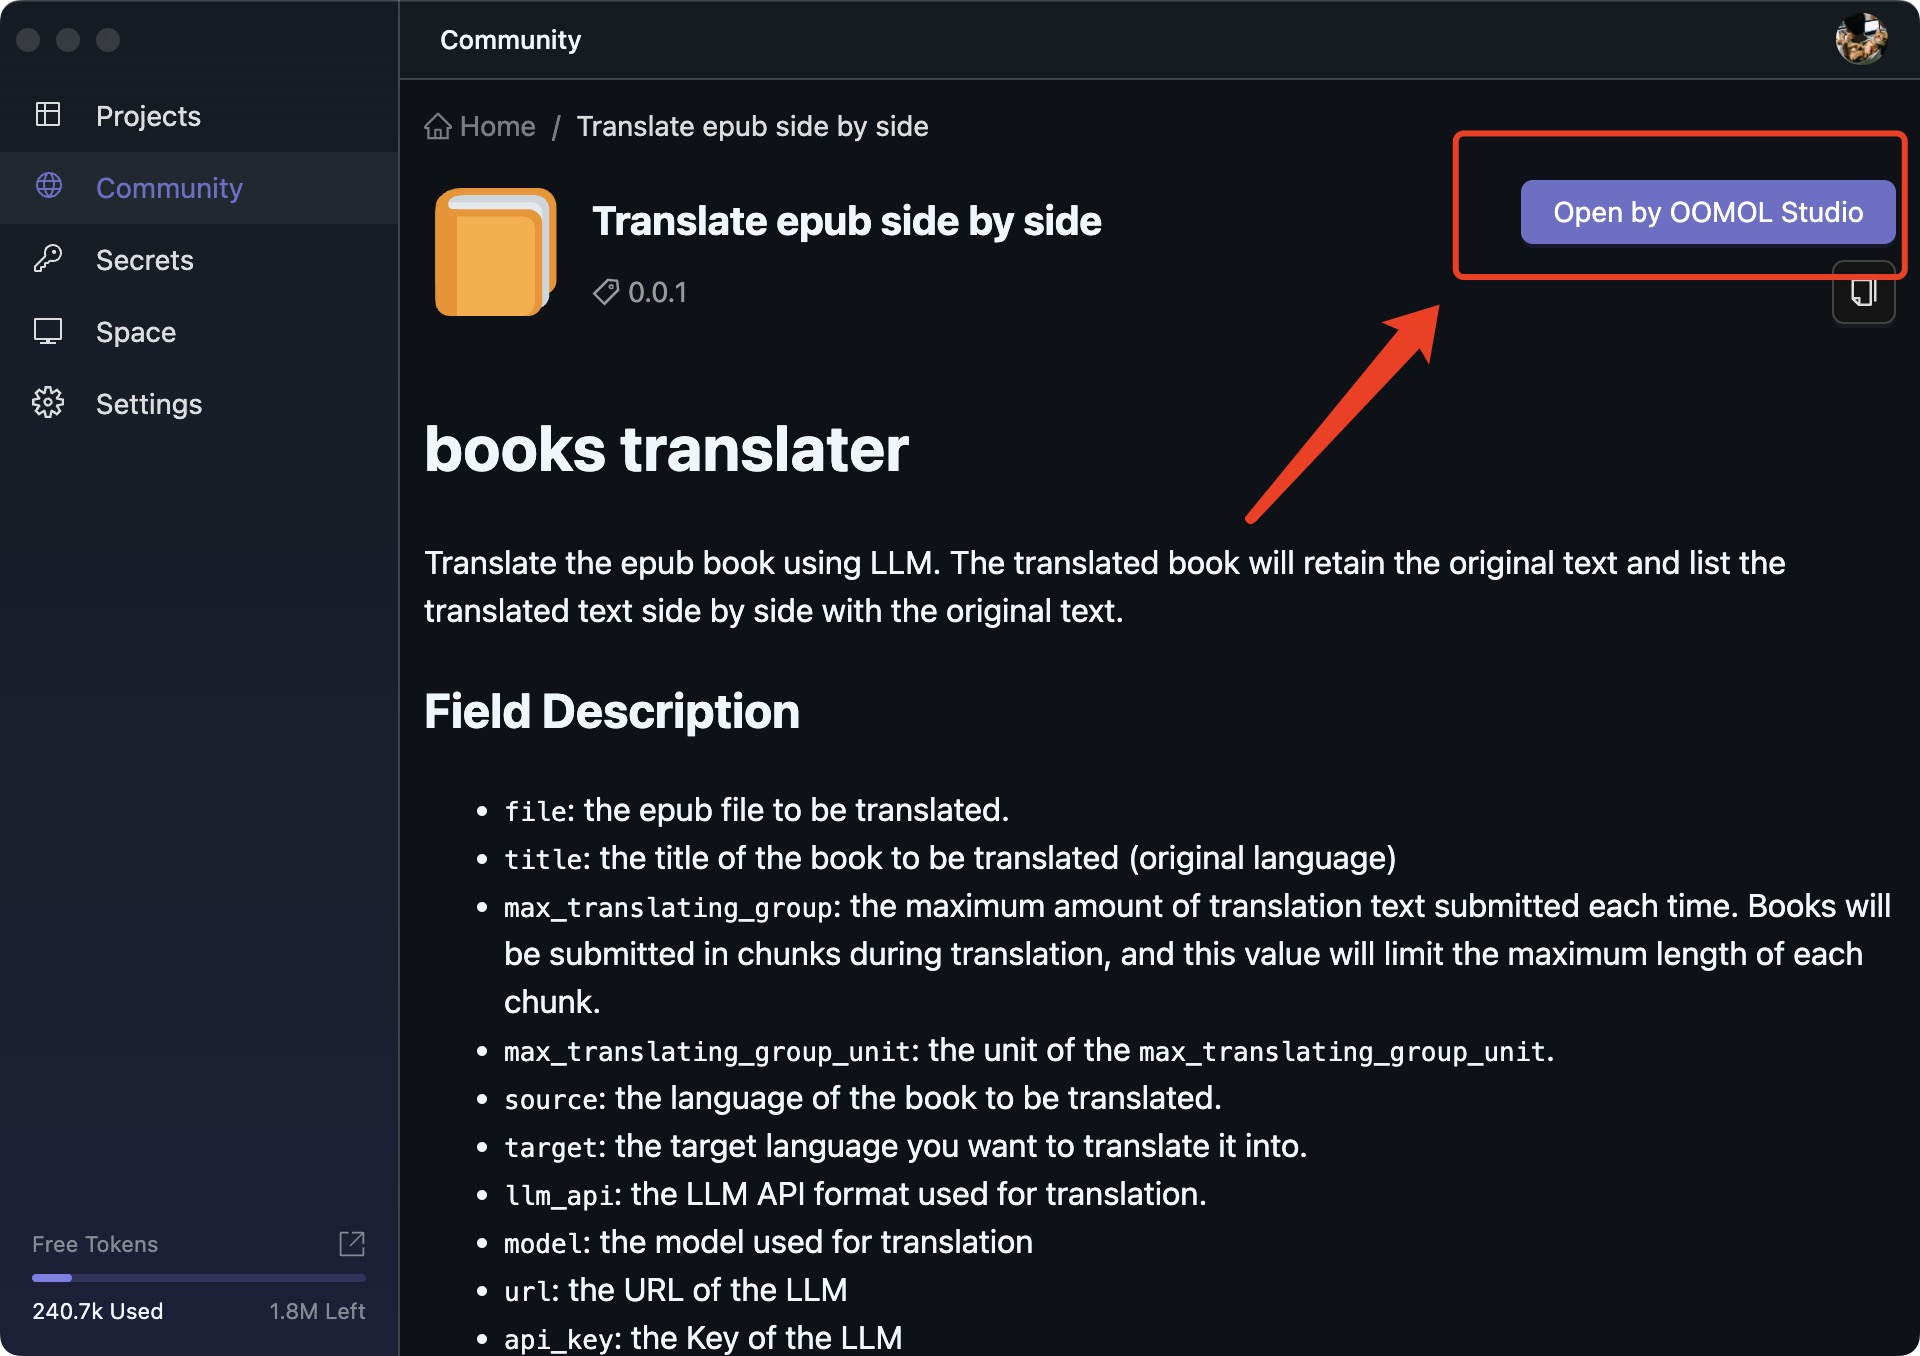 Community
Projects
Community
Secrets
Space
Settings
Free Tokens
240.7k Used
1.8M Left
Home / Translate epub side by side
Translate epub side by side
0.0.1
Open by OOMOL Studio
books translater
Translate the epub book using LLM. The translated book will retain the original text and list the
translated text side by side with the original text.
Field Description
• file: the epub file to be translated.
• title: the title of the book to be translated (original language)
• max_translating_group: the maximum amount of translation text submitted each time. Books will
be submitted in chunks during translation, and this value will limit the maximum length of each
chunk.
• max_translating_group_unit: the unit of the max_translating_group_unit.
• source: the language of the book to be translated.
• target: the target language you want to translate it into.
• llm_api: the LLM API format used for translation.
• model: the model used for translation
• url: the URL of the LLM
• api_key: the Key of the LLM